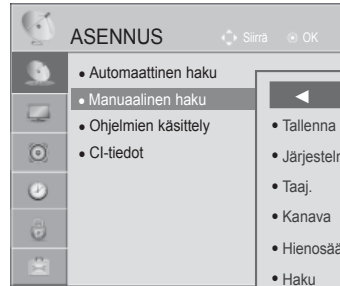 ASENNUS Siirrä OK
• Automaattinen haku
• Manuaalinen haku
• Ohjelmien käsittely
• CI-tiedot
◀
• Tallenna
• Taaj.
• Kanava
• Haku